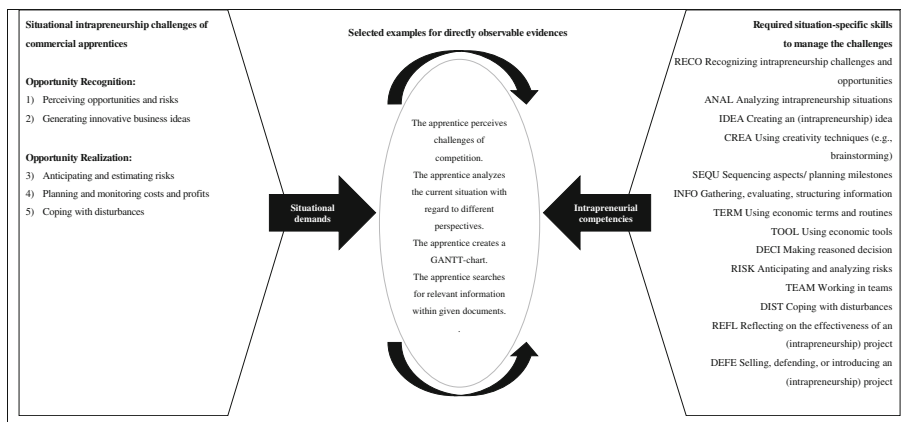 Situational intrapreneurship challenges of
commercial apprentices
Opportunity Recognition:
1) Perceiving opportunities and risks
2) Generating innovative business ideas
Opportunity Realization:
3) Anticipating and estimating risks
4) Planning and monitoring costs and profits
5) Coping with disturbances
Situational
demands
Selected examples for directly observable evidences
The apprentice perceives
challenges of
competition.
The apprentice analyzes
the current situation with
regard to different
perspectives.
The apprentice creates a
GANTT-chart.
The apprentice searches
for relevant information
within given documents.
.
Intrapreneurial
competencies
Required situation-specific skills
to manage the challenges
RECO Recognizing intrapreneurship challenges and
opportunities
ANAL Analyzing intrapreneurship situations
IDEA Creating an (intrapreneurship) idea
CREA Using creativity techniques (e.g.,
brainstorming)
SEQU Sequencing aspects/ planning milestones
INFO Gathering, evaluating, structuring information
TERM Using economic terms and routines
TOOL Using economic tools
DECI Making reasoned decision
RISK Anticipating and analyzing risks
TEAM Working in teams
DIST Coping with disturbances
REFL Reflecting on the effectiveness of an
(intrapreneurship) project
DEFE Selling, defending, or introducing an
(intrapreneurship) project